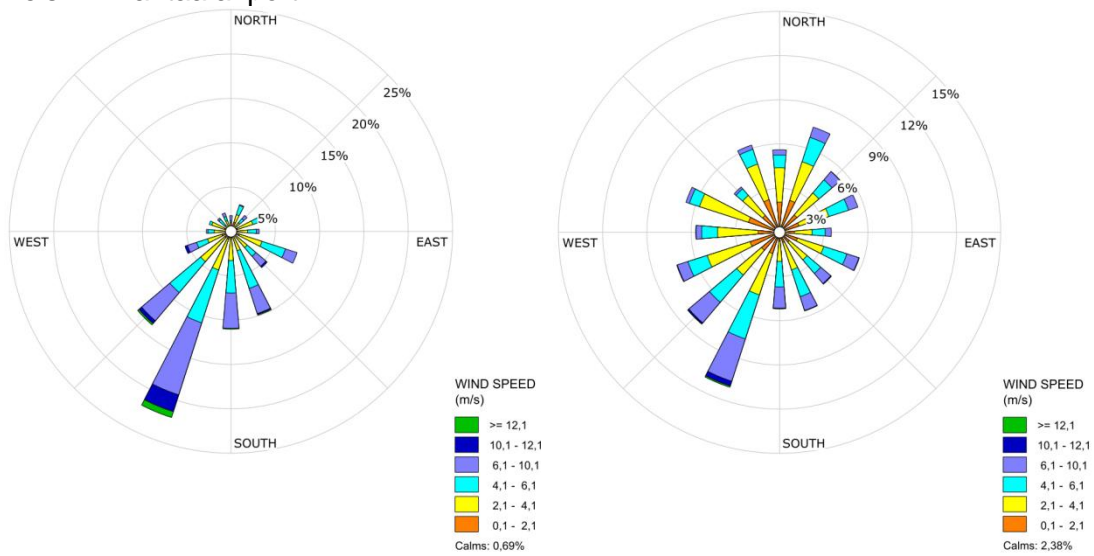 NORTH
25%
20%
15%
10%
5%
WEST
EAST
SOUTH
WIND SPEED
(m/s)
>= 12,1
10,1 - 12,1
6,1 - 10,1
4,1 - 6,1
2,1 - 4,1
0,1 - 2,1
Calms: 0,69%
NORTH
15%
12%
9%
6%
3%
WEST
EAST
SOUTH
WIND SPEED
(m/s)
>= 12,1
10,1 - 12,1
6,1 - 10,1
4,1 - 6,1
2,1 - 4,1
0,1 - 2,1
Calms: 2,38%